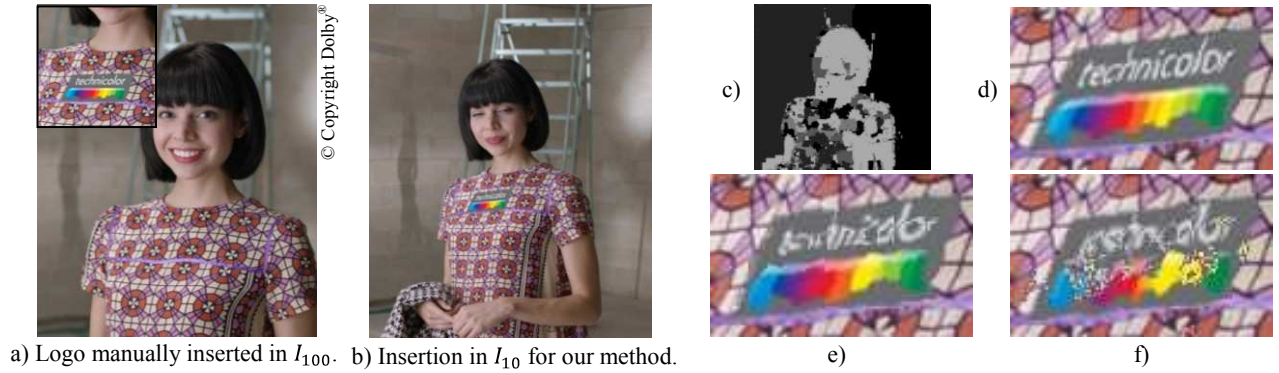 technicolor
© Copyright Dolby®
c)
d)
technicolor
a) Logo manually inserted in I₁₀₀.
b) Insertion in I₁₀ for our method.
e)
f)